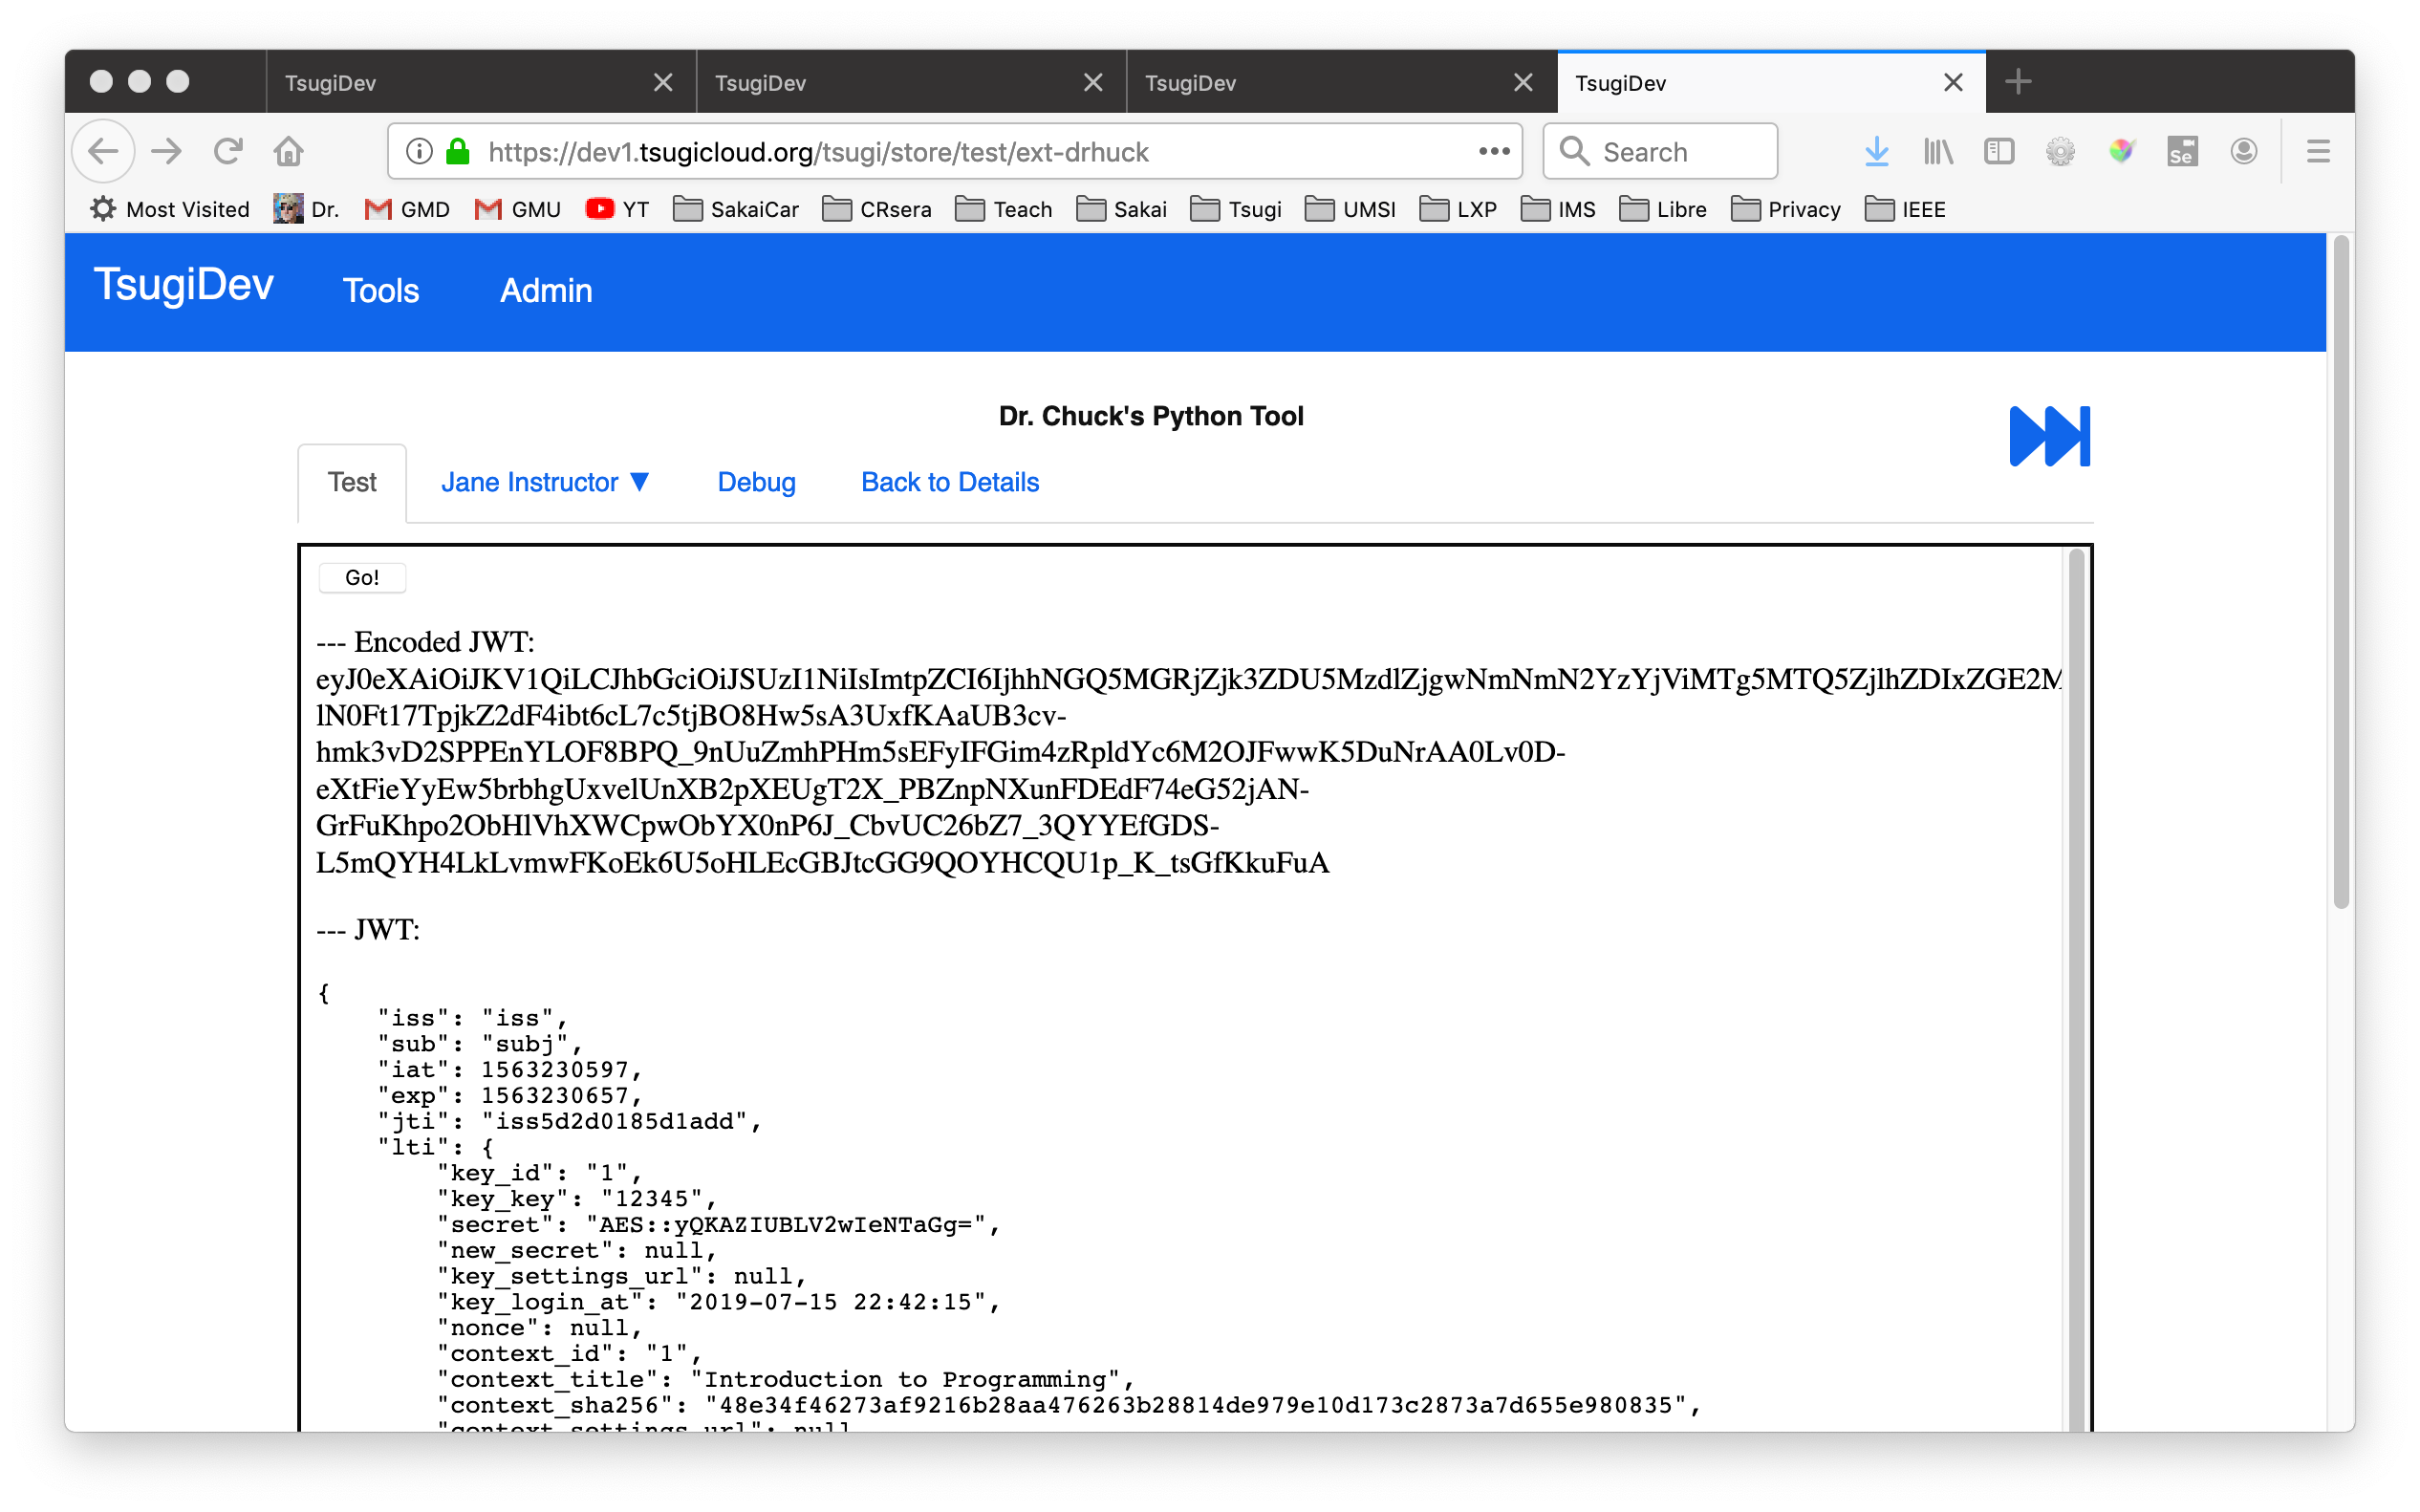 TsugiDev
TsugiDev
TsugiDev
TsugiDev
https://dev1.tsugicloud.org/tsugi/store/test/ext-drhuck
Search
Most Visited Dr. GMD GMU YT SakaiCar CRsera Teach Sakai Tsugi UMSI LXP IMS Libre Privacy IEEE
TsugiDev Tools Admin
Dr. Chuck's Python Tool
Test Jane Instructor ▼ Debug Back to Details
Go!
--- Encoded JWT:
eyJ0eXAiOiJKV1QiLCJhbGciOiJSUzI1NiIsImtpZCI6IjhhNGQ5MGRjZjk3ZDU5MzdlZjgwNmNmN2YzYjViMTg5MTQ5ZjlhZDIxZGE2M
lN0Ft17TpjkZ2dF4ibt6cL7c5tjBO8Hw5sA3UxfKAaUB3cv-
hmk3vD2SPPEnYLOF8BPQ_9nUuZmhPHm5sEFyIFGim4zRpldYc6M2OJFwwK5DuNrAA0Lv0D-
eXtFieYyEw5brbhgUxvelUnXB2pXEUgT2X_PBZnpNXunFDEdF74eG52jAN-
GrFuKhpo2ObHlVhXWCpwObYX0nP6J_CbvUC26bZ7_3QYYEfGDS-
L5mQYH4LkLvmwFKoEk6U5oHLEcGBJtcGG9QOYHCQU1p_K_tsGfKkuFuA
--- JWT:
{
"iss": "iss",
"sub": "subj",
"iat": 1563230597,
"exp": 1563230657,
"jti": "iss5d2d0185d1add",
"lti": {
"key_id": "1",
"key_key": "12345",
"secret": "AES::yQKAZIUBLV2wIeNTaGg=",
"new_secret": null,
"key_settings_url": null,
"key_login_at": "2019-07-15 22:42:15",
"nonce": null,
"context_id": "1",
"context_title": "Introduction to Programming",
"context_sha256": "48e34f46273af9216b28aa476263b28814de979e10d173c2873a7d655e980835",
"context_settings_url": null